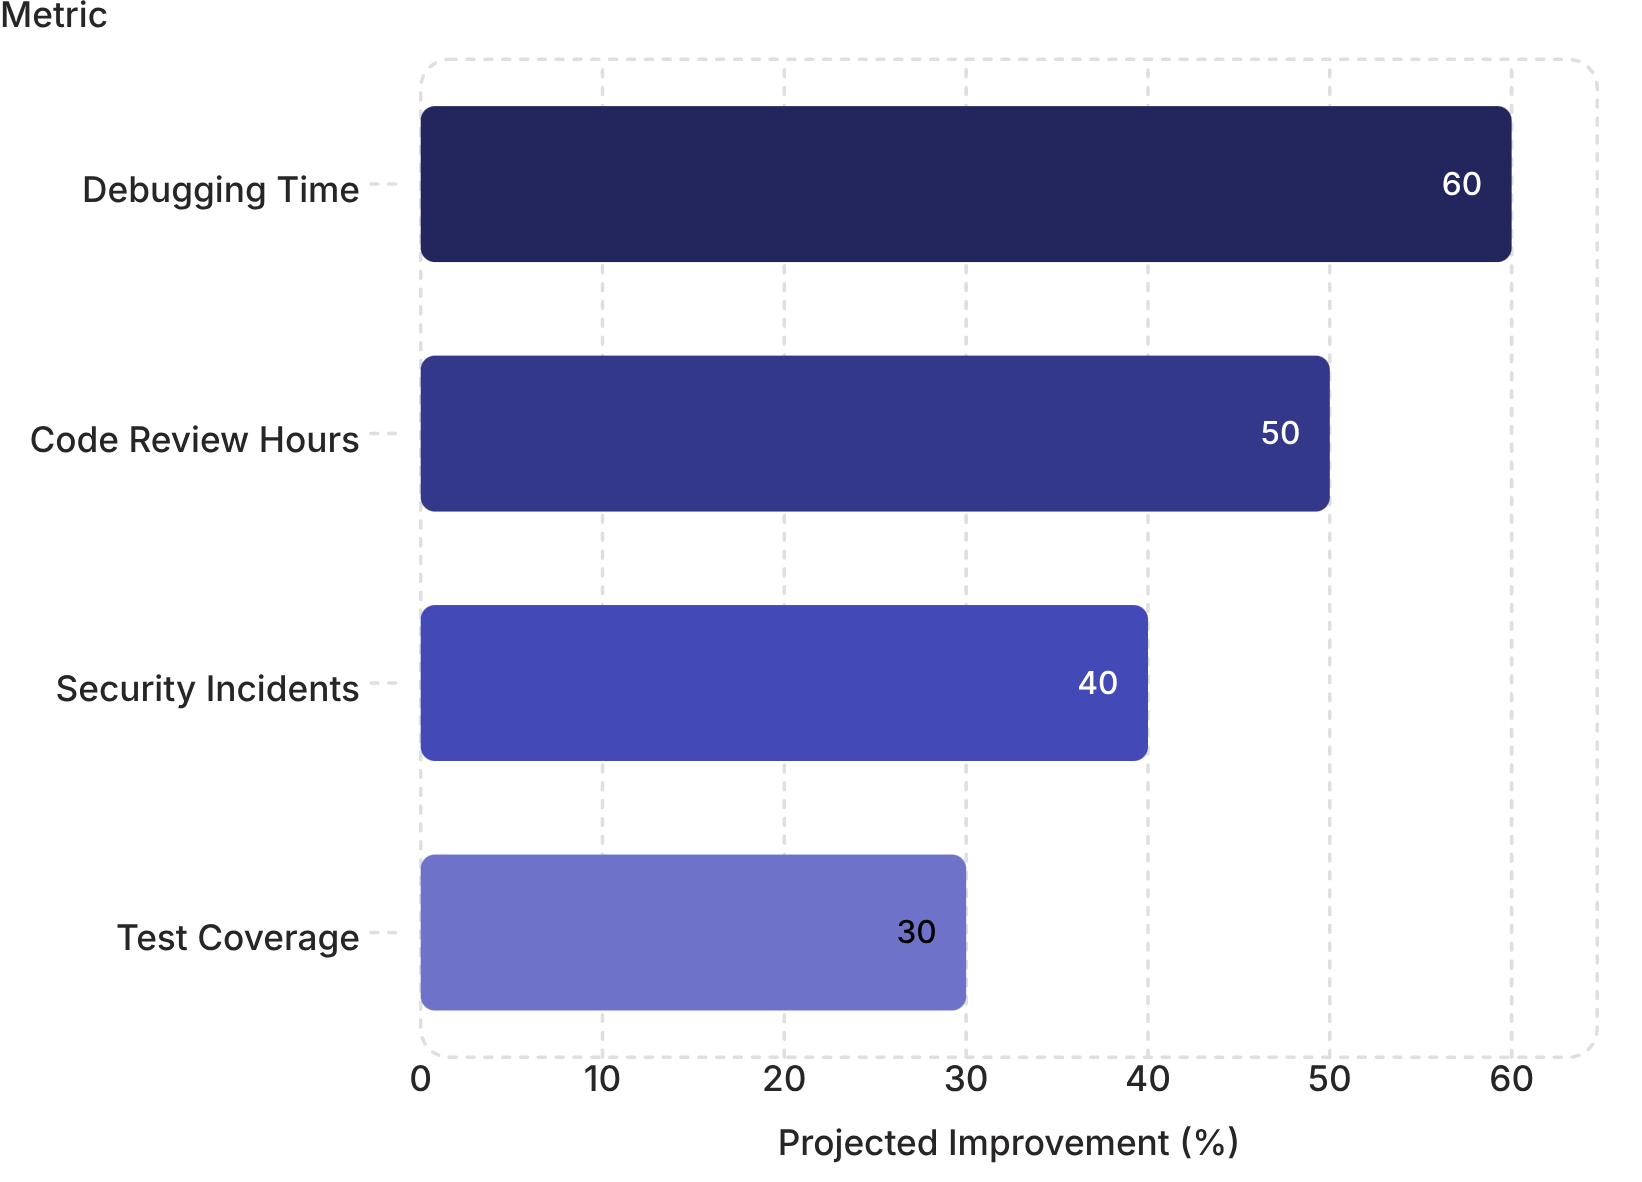 Metric
Debugging Time 60
Code Review Hours 50
Security Incidents 40
Test Coverage 30
0 10 20 30 40 50 60
Projected Improvement (%)